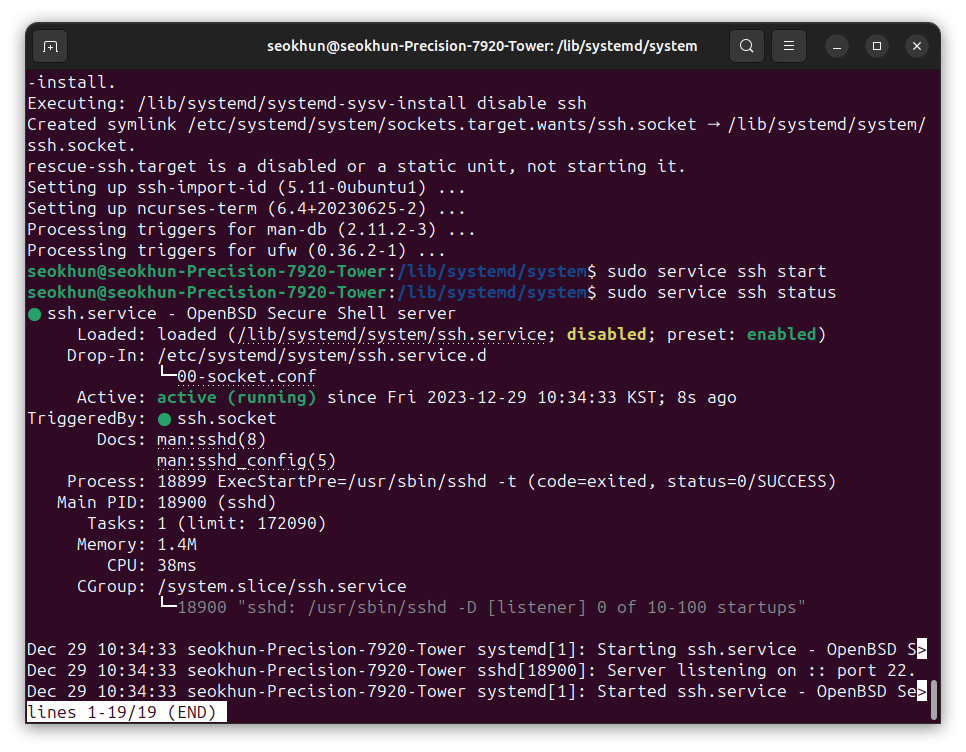 seokhun@seokhun-Precision-7920-Tower: /lib/systemd/system
-install.
Executing: /lib/systemd/systemd-sysv-install disable ssh
Created symlink /etc/systemd/system/sockets.target.wants/ssh.socket → /lib/systemd/system/
ssh.socket.
rescue-ssh.target is a disabled or a static unit, not starting it.
Setting up ssh-import-id (5.11-0ubuntu1) ...
Setting up ncurses-term (6.4+20230625-2) ...
Processing triggers for man-db (2.11.2-3) ...
Processing triggers for ufw (0.36.2-1) ...
seokhun@seokhun-Precision-7920-Tower:/lib/systemd/system$ sudo service ssh start
seokhun@seokhun-Precision-7920-Tower:/lib/systemd/system$ sudo service ssh status
● ssh.service - OpenBSD Secure Shell server
     Loaded: loaded (/lib/systemd/system/ssh.service; disabled; preset: enabled)
    Drop-In: /etc/systemd/system/ssh.service.d
             └─00-socket.conf
     Active: active (running) since Fri 2023-12-29 10:34:33 KST; 8s ago
TriggeredBy: ● ssh.socket
       Docs: man:sshd(8)
             man:sshd_config(5)
    Process: 18899 ExecStartPre=/usr/sbin/sshd -t (code=exited, status=0/SUCCESS)
   Main PID: 18900 (sshd)
      Tasks: 1 (limit: 172090)
     Memory: 1.4M
        CPU: 38ms
     CGroup: /system.slice/ssh.service
             └─18900 "sshd: /usr/sbin/sshd -D [listener] 0 of 10-100 startups"
Dec 29 10:34:33 seokhun-Precision-7920-Tower systemd[1]: Starting ssh.service - OpenBSD S>
Dec 29 10:34:33 seokhun-Precision-7920-Tower sshd[18900]: Server listening on :: port 22.
Dec 29 10:34:33 seokhun-Precision-7920-Tower systemd[1]: Started ssh.service - OpenBSD Se>
lines 1-19/19 (END)